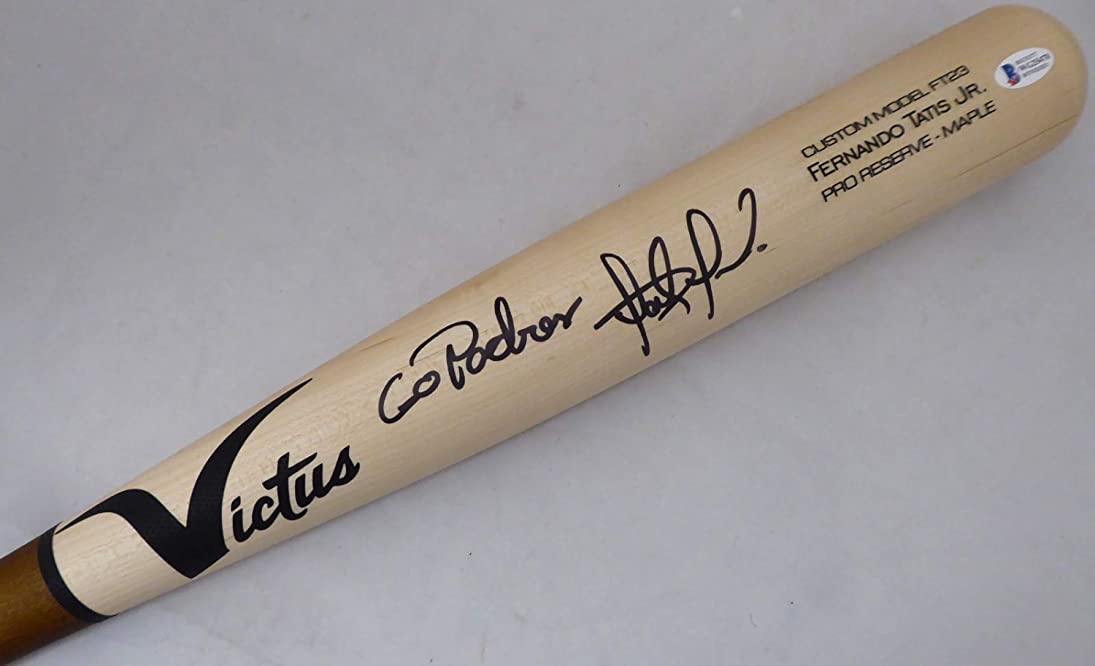 CUSTOM MODEL FT23
FERNANDO TATIS JR.
PRO RESERVE - MAPLE
Go Padres
Victus